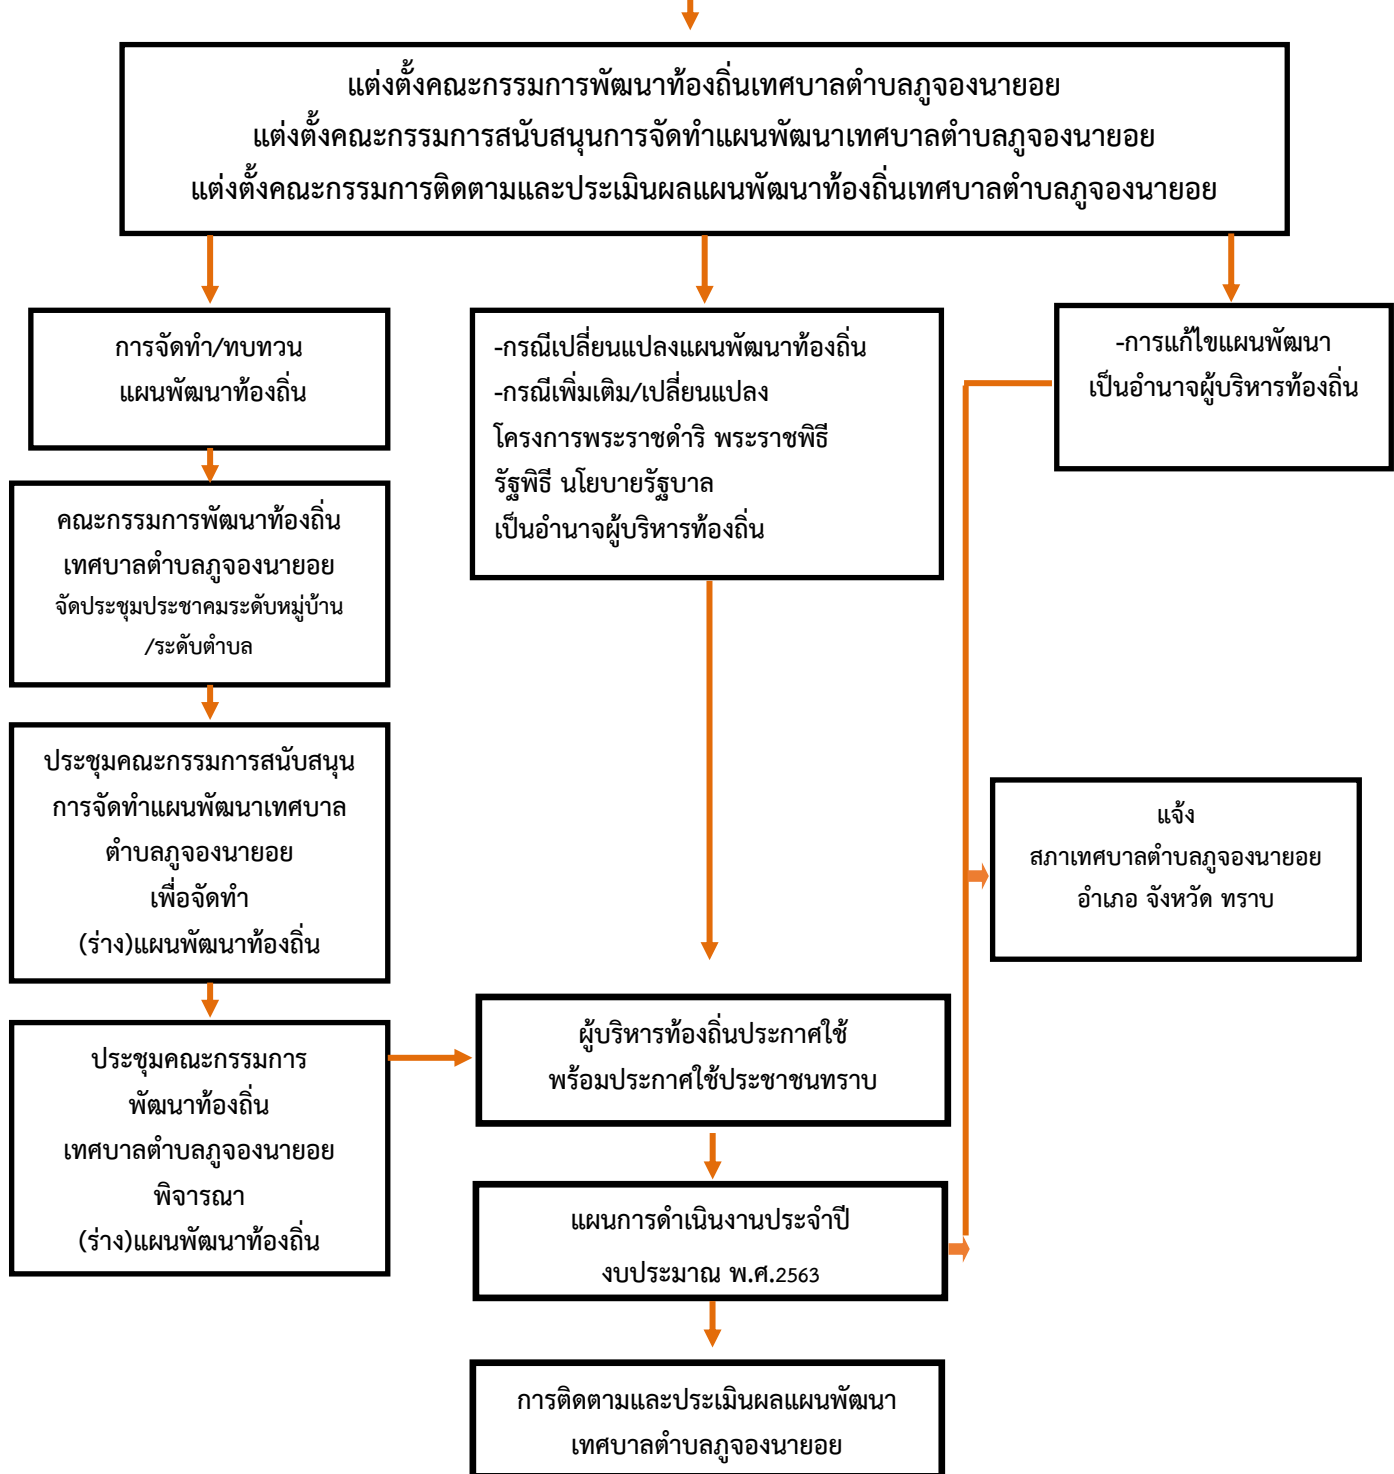 แต่งตั้งคณะกรรมการพัฒนาท้องถิ่นเทศบาลตำบลภูจองนายอย
แต่งตั้งคณะกรรมการสนับสนุนการจัดทำแผนพัฒนาเทศบาลตำบลภูจองนายอย
แต่งตั้งคณะกรรมการติดตามและประเมินผลแผนพัฒนาท้องถิ่นเทศบาลตำบลภูจองนายอย
การจัดทำ/ทบทวน
แผนพัฒนาท้องถิ่น
-กรณีเปลี่ยนแปลงแผนพัฒนาท้องถิ่น
-กรณีเพิ่มเติม/เปลี่ยนแปลง
โครงการพระราชดำริ พระราชพิธี
รัฐพิธี นโยบายรัฐบาล
เป็นอำนาจผู้บริหารท้องถิ่น
-การแก้ไขแผนพัฒนา
เป็นอำนาจผู้บริหารท้องถิ่น
คณะกรรมการพัฒนาท้องถิ่น
เทศบาลตำบลภูจองนายอย
จัดประชุมประชาคมระดับหมู่บ้าน
/ระดับตำบล
ประชุมคณะกรรมการสนับสนุน
การจัดทำแผนพัฒนาเทศบาล
ตำบลภูจองนายอย
เพื่อจัดทำ
(ร่าง)แผนพัฒนาท้องถิ่น
แจ้ง
สภาเทศบาลตำบลภูจองนายอย
อำเภอ จังหวัด ทราบ
ประชุมคณะกรรมการ
พัฒนาท้องถิ่น
เทศบาลตำบลภูจองนายอย
พิจารณา
(ร่าง)แผนพัฒนาท้องถิ่น
ผู้บริหารท้องถิ่นประกาศใช้
พร้อมประกาศใช้ประชาชนทราบ
แผนการดำเนินงานประจำปี
งบประมาณ พ.ศ.2563
การติดตามและประเมินผลแผนพัฒนา
เทศบาลตำบลภูจองนายอย